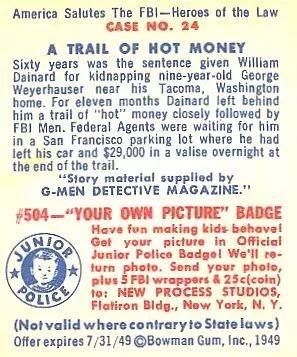 America Salutes The FBI—Heroes of the Law
CASE NO. 24
A TRAIL OF HOT MONEY
Sixty years was the sentence given William
Dainard for kidnapping nine-year-old George
Weyerhauser near his Tacoma, Washington
home. For eleven months Dainard left behind
him a trail of "hot" money closely followed by
FBI Men. Federal Agents were waiting for him
in a San Francisco parking lot where he had
left his car and $29,000 in a valise overnight at
the end of the trail.
"Story material supplied by
G-MEN DETECTIVE MAGAZINE."
#504—"YOUR OWN PICTURE" BADGE
JUNIOR
POLICE
Have fun making kids behave!
Get your picture in Official
Junior Police Badge! We'll re-
turn photo. Send your photo,
plus 5 FBI wrappers & 25c(coin)
to: NEW PROCESS STUDIOS,
Flatiron Bldg., New York, N. Y.
(Not valid where contrary to State laws)
Offer expires 7/31/49 ©Bowman Gum, Inc., 1949